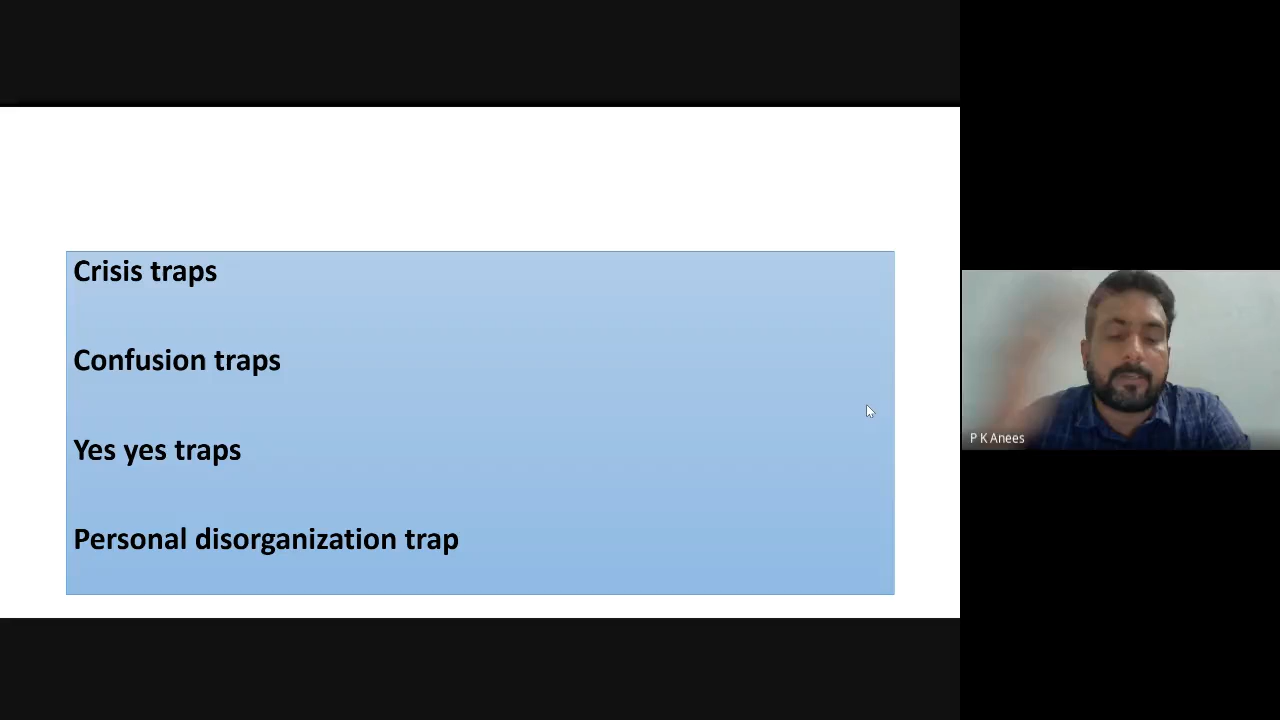 Crisis traps
Confusion traps
Yes yes traps
Personal disorganization trap
P K Anees